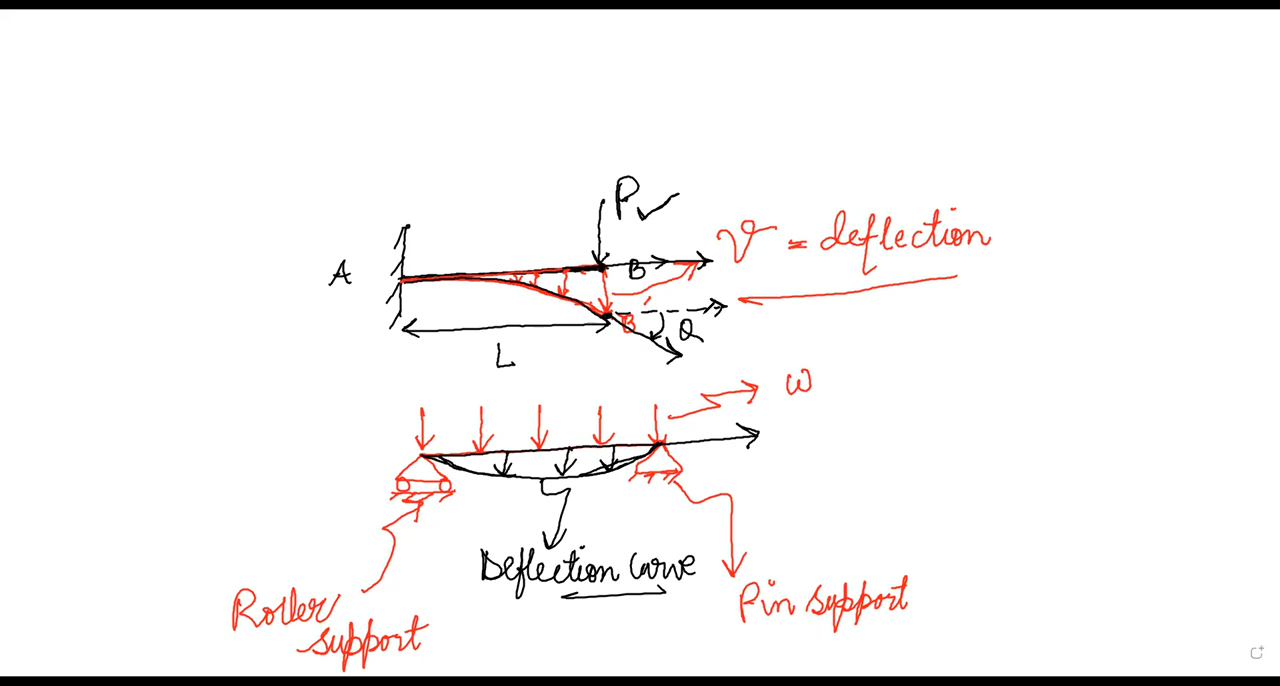 P
ϑ = deflection
A
B
B'
θ
L
ω
Deflection Curve
Roller
support
Pin support